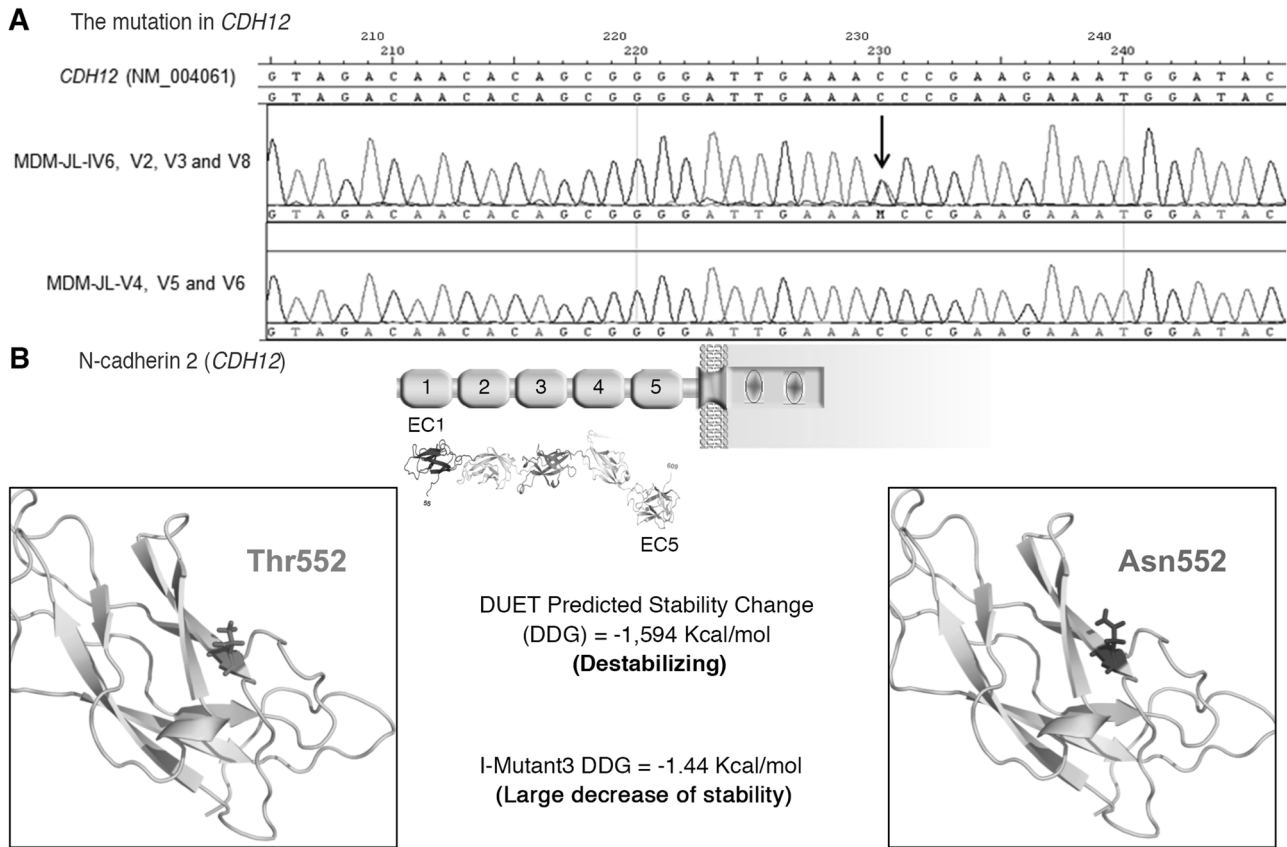 A The mutation in CDH12
210 220 230 240
210 220 230 240
CDH12 (NM_004061) G T A G A C A A C A C A G C G G G G A T T G A A A C C C G A A G A A A T G G A T A C
G T A G A C A A C A C A G C G G G G A T T G A A A C C C G A A G A A A T G G A T A C
MDM-JL-IV6, V2, V3 and V8
G T A G A C A A C A C A G C G G G G A T T G A A A M C C G A A G A A A T G G A T A C
MDM-JL-V4, V5 and V6
G T A G A C A A C A C A G C G G G G A T T G A A A C C C G A A G A A A T G G A T A C
B N-cadherin 2 (CDH12)
1 2 3 4 5
EC1
609
EC5
Thr552
Asn552
DUET Predicted Stability Change
(DDG) = -1,594 Kcal/mol
(Destabilizing)
I-Mutant3 DDG = -1.44 Kcal/mol
(Large decrease of stability)